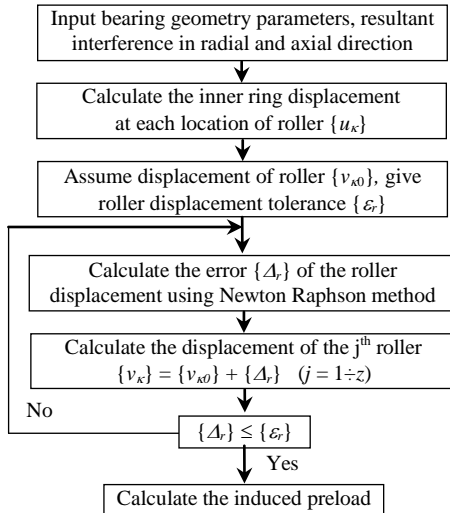 Input bearing geometry parameters, resultant
interference in radial and axial direction
Calculate the inner ring displacement
at each location of roller {uκ}
Assume displacement of roller {vκ0}, give
roller displacement tolerance {εr}
Calculate the error {Δr} of the roller
displacement using Newton Raphson method
Calculate the displacement of the jth roller
{vκ} = {vκ0} + {Δr} (j = 1÷z)
No
{Δr} ≤ {εr}
Yes
Calculate the induced preload